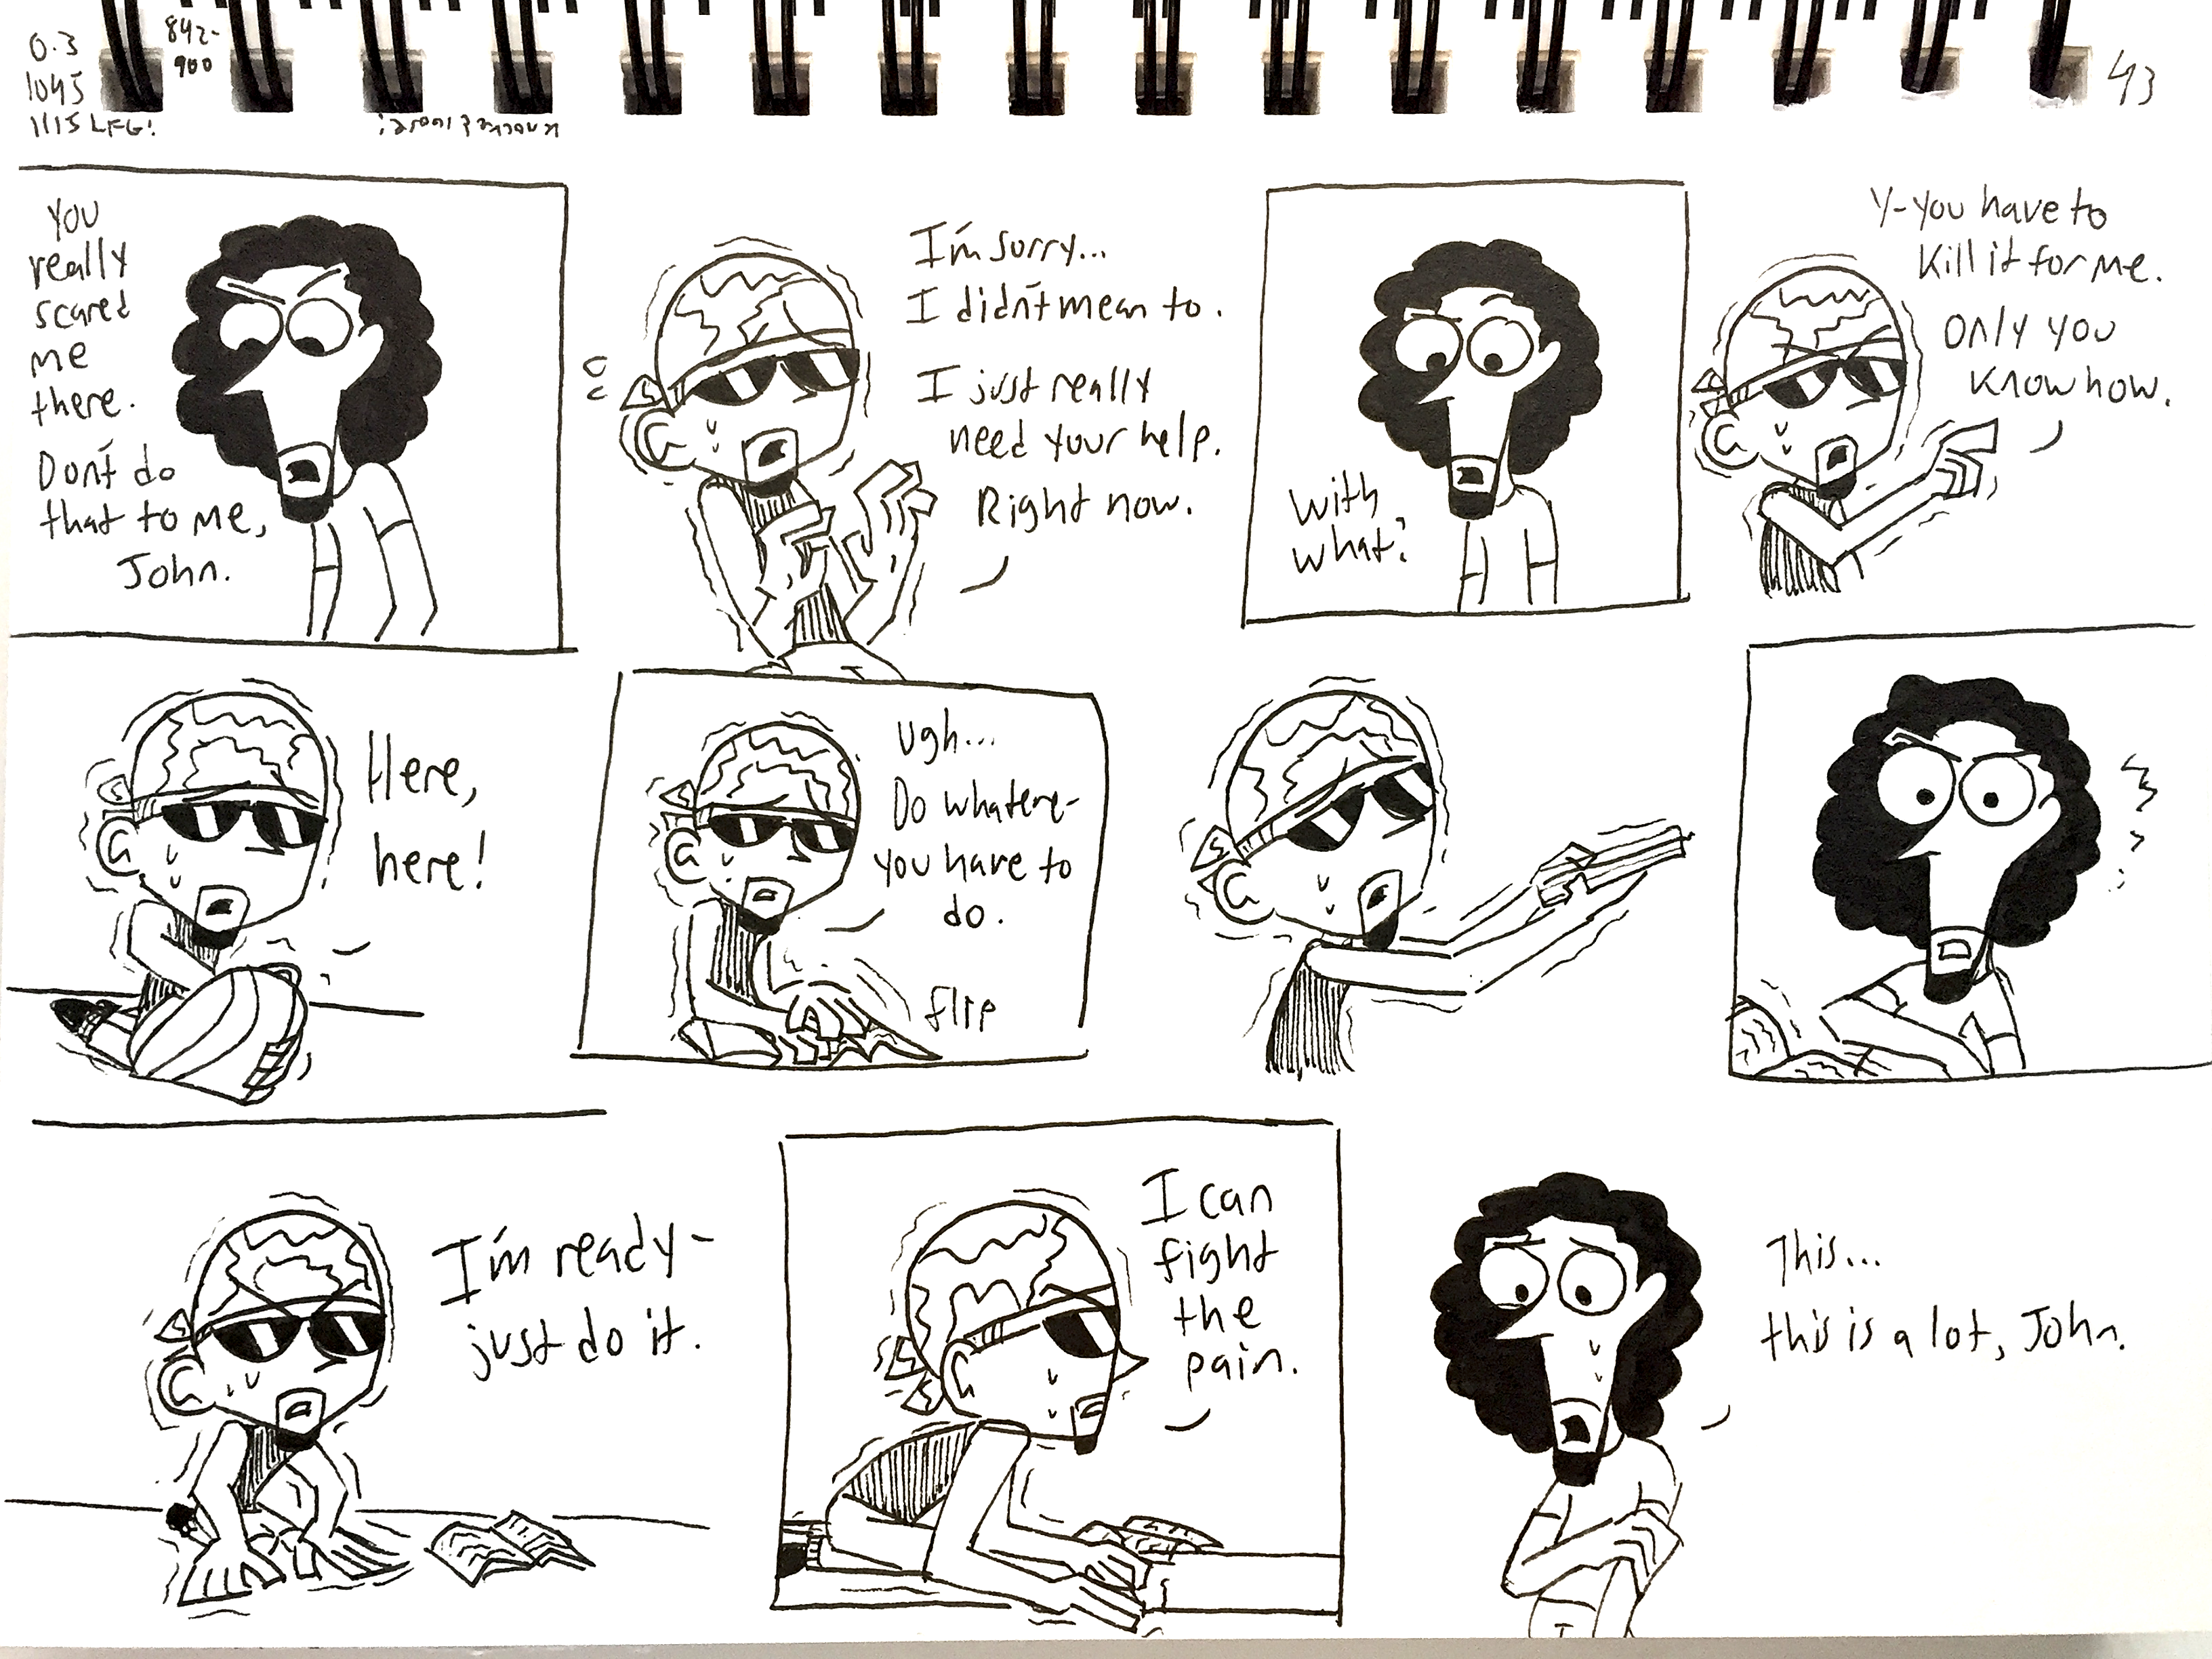 0.3
1045
1115 LFG!
842-
900
knocked loose!
43
You
really
scared
me
there.
Don't do
that to me,
John.
I'm sorry...
I didn't mean to.
I just really
need your help.
Right now.
With
what?
Y-You have to
Kill it for me.
Only you
Know how.
Here,
here!
Ugh...
Do whateve-
you have to
do.
flip
I'm ready-
just do it.
I can
fight
the
pain.
This...
this is a lot, John.